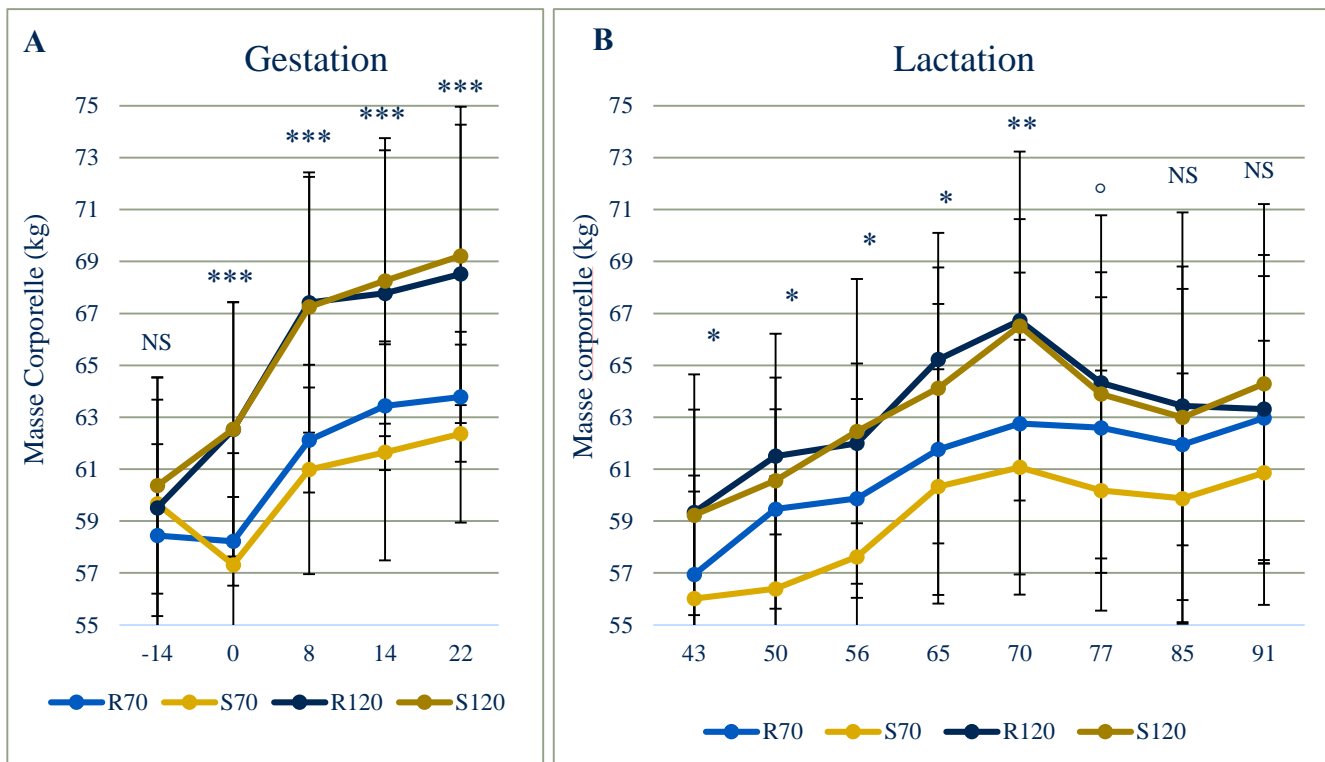 A
Gestation
Masse Corporelle (kg)
75
73
71
69
67
65
63
61
59
57
55
NS
***
***
***
***
-14 0 8 14 22
R70 S70 R120 S120
B
Lactation
Masse corporelle (kg)
75
73
71
69
67
65
63
61
59
57
55
*
*
*
*
**
°
NS
NS
43 50 56 65 70 77 85 91
R70 S70 R120 S120